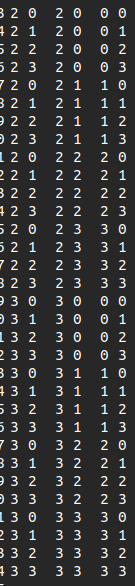 3 2 0 2 0 0 0
4 2 1 2 0 0 1
5 2 2 2 0 0 2
6 2 3 2 0 0 3
7 2 0 2 1 1 0
8 2 1 2 1 1 1
9 2 2 2 1 1 2
0 2 3 2 1 1 3
1 2 0 2 2 2 0
2 2 1 2 2 2 1
3 2 2 2 2 2 2
4 2 3 2 2 2 3
5 2 0 2 3 3 0
6 2 1 2 3 3 1
7 2 2 2 3 3 2
8 2 3 2 3 3 3
9 3 0 3 0 0 0
0 3 1 3 0 0 1
1 3 2 3 0 0 2
2 3 3 3 0 0 3
3 3 0 3 1 1 0
4 3 1 3 1 1 1
5 3 2 3 1 1 2
6 3 3 3 1 1 3
7 3 0 3 2 2 0
8 3 1 3 2 2 1
9 3 2 3 2 2 2
0 3 3 3 2 2 3
1 3 0 3 3 3 0
2 3 1 3 3 3 1
3 3 2 3 3 3 2
4 3 3 3 3 3 3